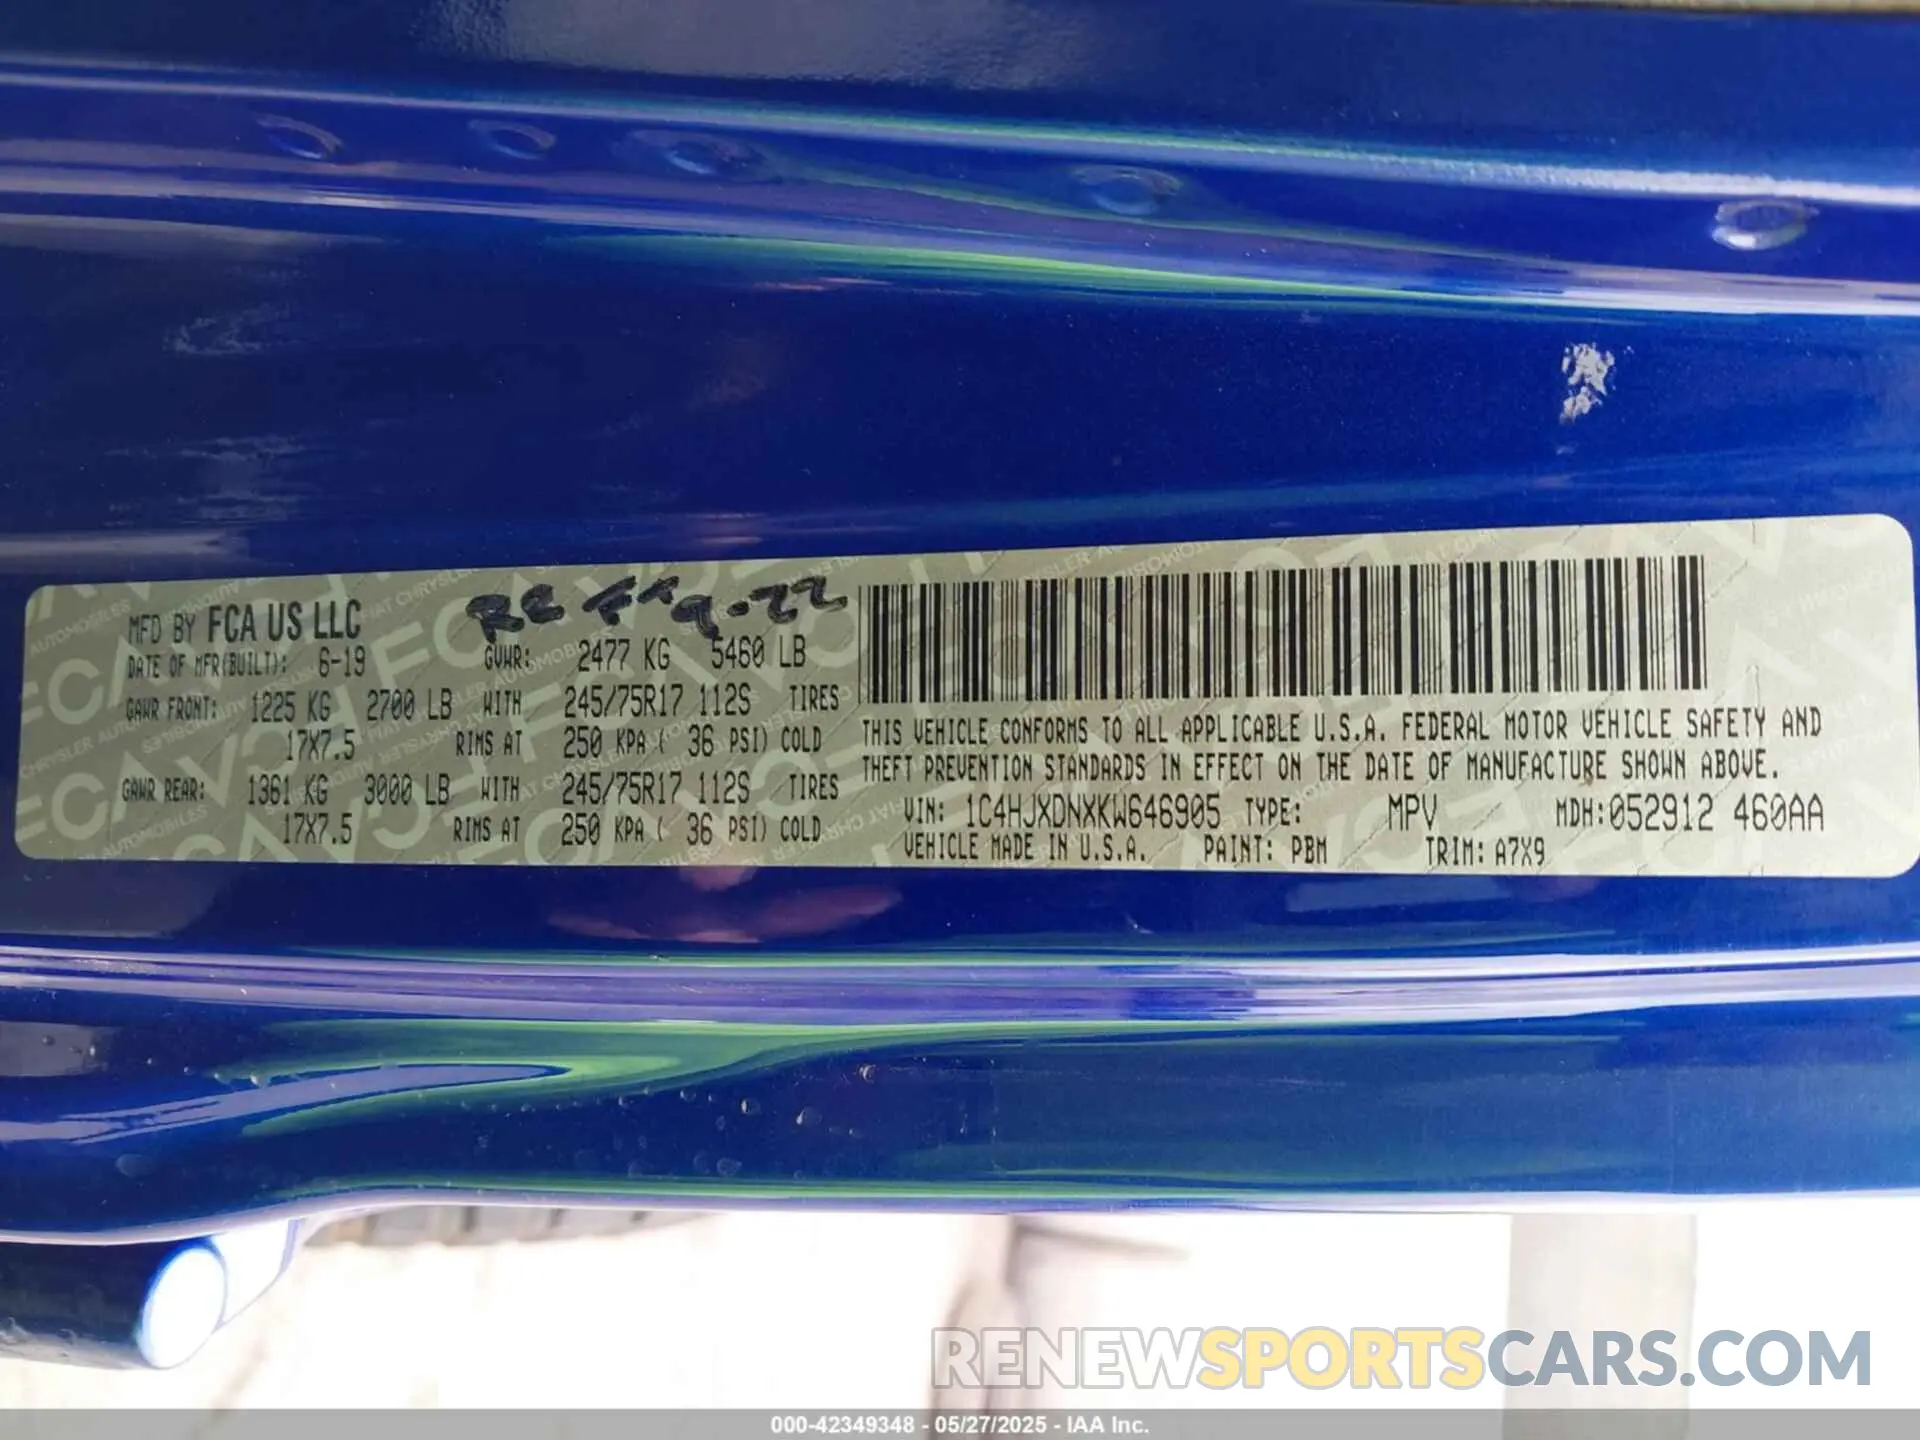 MFD BY FCA US LLC
DATE OF MFR(BUILT): 6-19 GVWR: 2477 KG 5460 LB
GAWR FRONT: 1225 KG 2700 LB WITH 245/75R17 112S TIRES
17X7.5 RIMS AT 250 KPA ( 36 PSI) COLD
GAWR REAR: 1361 KG 3000 LB WITH 245/75R17 112S TIRES
17X7.5 RIMS AT 250 KPA ( 36 PSI) COLD
9-22
THIS VEHICLE CONFORMS TO ALL APPLICABLE U.S.A. FEDERAL MOTOR VEHICLE SAFETY AND
THEFT PREVENTION STANDARDS IN EFFECT ON THE DATE OF MANUFACTURE SHOWN ABOVE.
VIN: 1C4HJXDNXKW646905 TYPE: MPV MDH:052912 460AA
VEHICLE MADE IN U.S.A. PAINT: PBM TRIM: A7X9
RENEWSPORTSCARS.COM
000-42349348 - 05/27/2025 - IAA Inc.